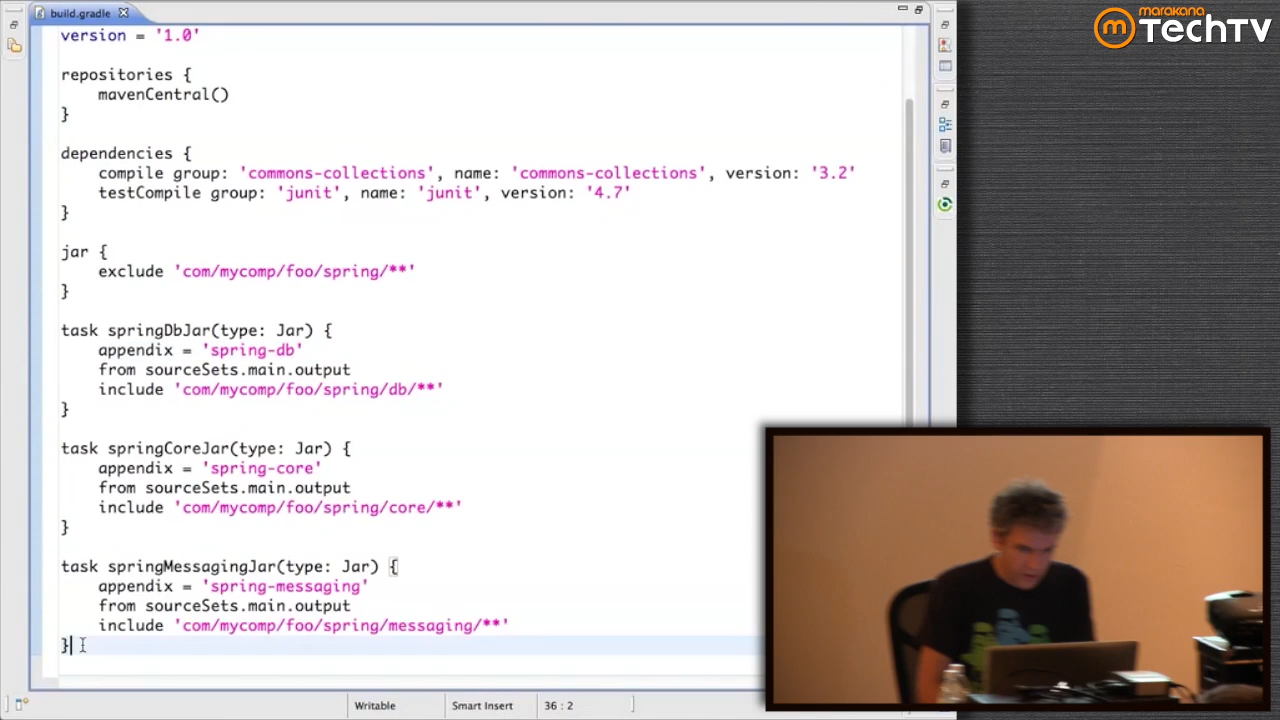 build.gradle
marakana
TechTV
version = '1.0'
repositories {
mavenCentral()
}
dependencies {
compile group: 'commons-collections', name: 'commons-collections', version: '3.2'
testCompile group: 'junit', name: 'junit', version: '4.7'
}
jar {
exclude 'com/mycomp/foo/spring/**'
}
task springDbJar(type: Jar) {
appendix = 'spring-db'
from sourceSets.main.output
include 'com/mycomp/foo/spring/db/**'
}
task springCoreJar(type: Jar) {
appendix = 'spring-core'
from sourceSets.main.output
include 'com/mycomp/foo/spring/core/**'
}
task springMessagingJar(type: Jar) {
appendix = 'spring-messaging'
from sourceSets.main.output
include 'com/mycomp/foo/spring/messaging/**'
}
Writable Smart Insert 36 : 2